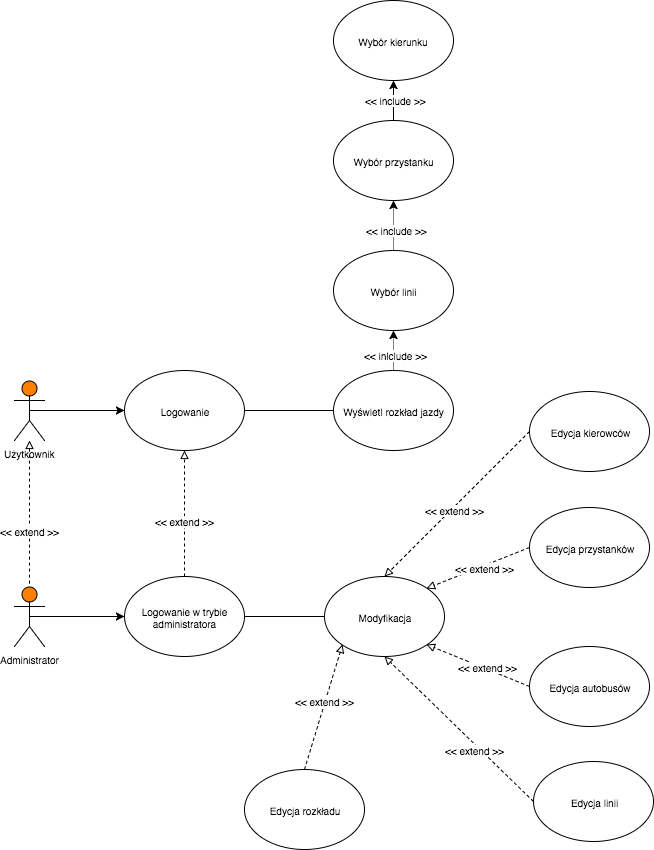 Wybór kierunku
<< include >>
Wybór przystanku
<< include >>
Wybór linii
<< inlclude >>
Logowanie
Wyświetl rozkład jazdy
Użytkownik
Edycja kierowców
<< extend >>
<< extend >>
<< extend >>
Edycja przystanków
<< extend >>
Logowanie w trybie
administratora
Modyfikacja
Administrator
<< extend >>
Edycja autobusów
<< extend >>
<< extend >>
Edycja rozkładu
Edycja linii